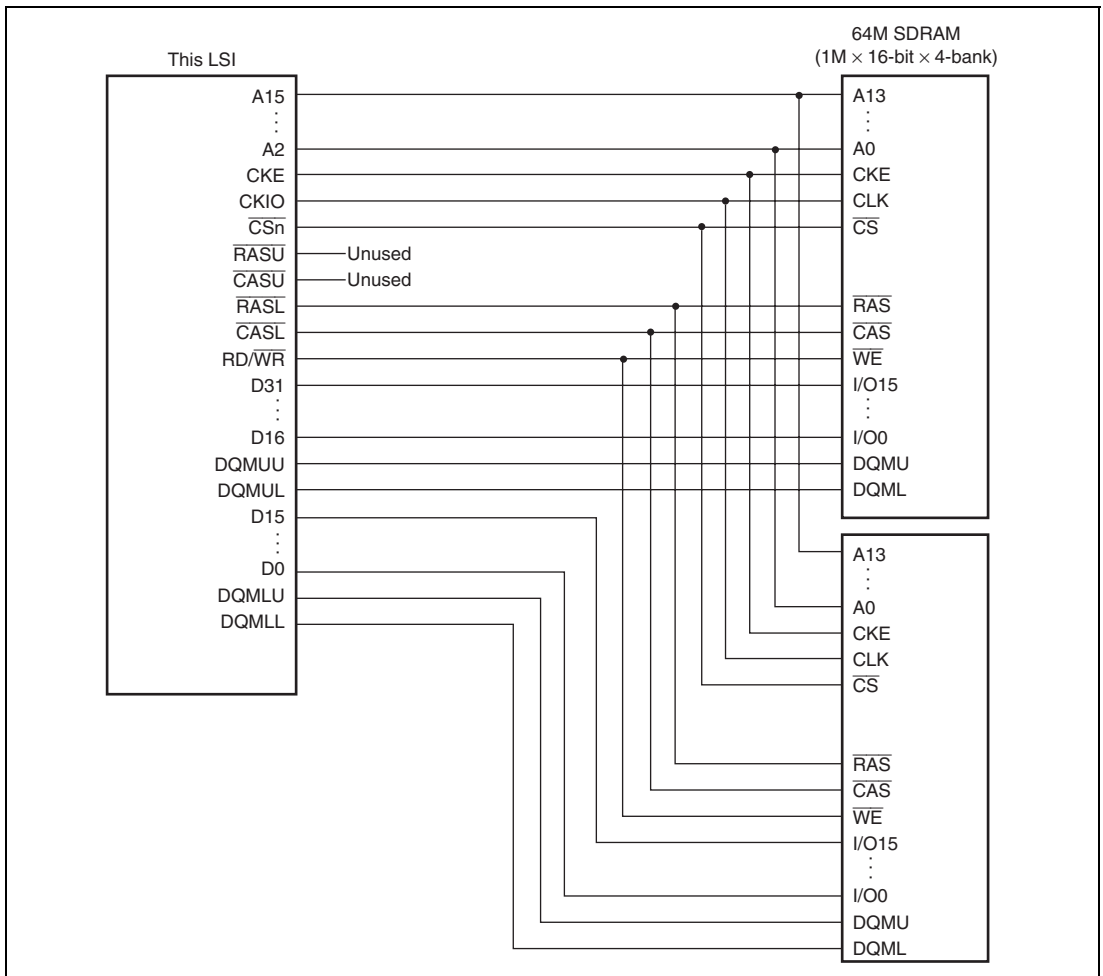 This LSI
A15
A2
CKE
CKIO
CSn
RASU
CASU
RASL
CASL
RD/WR
D31
D16
DQMUU
DQMUL
D15
D0
DQMLU
DQMLL
Unused
Unused
64M SDRAM
(1M × 16-bit × 4-bank)
A13
A0
CKE
CLK
CS
RAS
CAS
WE
I/O15
I/O0
DQMU
DQML
A13
A0
CKE
CLK
CS
RAS
CAS
WE
I/O15
I/O0
DQMU
DQML